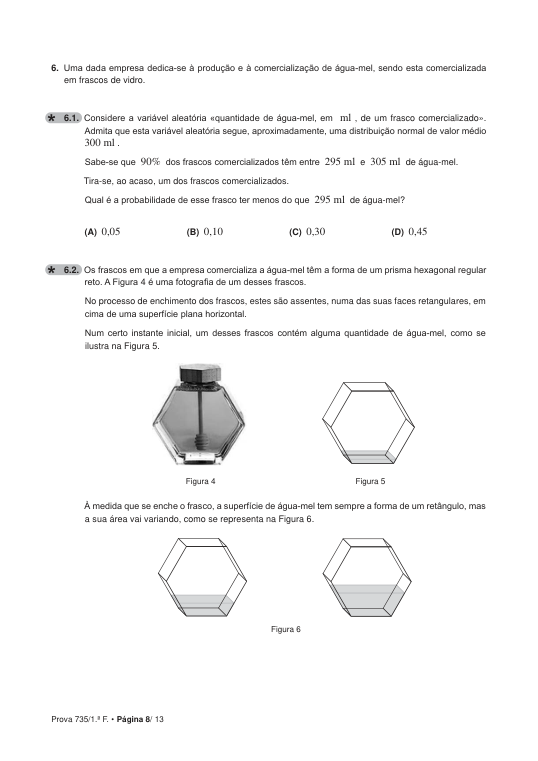 6. Uma dada empresa dedica-se à produção e à comercialização de água-mel, sendo esta comercializada
em frascos de vidro.
* 6.1. Considere a variável aleatória «quantidade de água-mel, em ml , de um frasco comercializado».
Admita que esta variável aleatória segue, aproximadamente, uma distribuição normal de valor médio
300 ml .
Sabe-se que 90% dos frascos comercializados têm entre 295 ml e 305 ml de água-mel.
Tira-se, ao acaso, um dos frascos comercializados.
Qual é a probabilidade de esse frasco ter menos do que 295 ml de água-mel?
(A) 0,05 (B) 0,10 (C) 0,30 (D) 0,45
* 6.2. Os frascos em que a empresa comercializa a água-mel têm a forma de um prisma hexagonal regular
reto. A Figura 4 é uma fotografia de um desses frascos.
No processo de enchimento dos frascos, estes são assentes, numa das suas faces retangulares, em
cima de uma superfície plana horizontal.
Num certo instante inicial, um desses frascos contém alguma quantidade de água-mel, como se
ilustra na Figura 5.
Figura 4 Figura 5
À medida que se enche o frasco, a superfície de água-mel tem sempre a forma de um retângulo, mas
a sua área vai variando, como se representa na Figura 6.
Figura 6
Prova 735/1.ª F. • Página 8/ 13